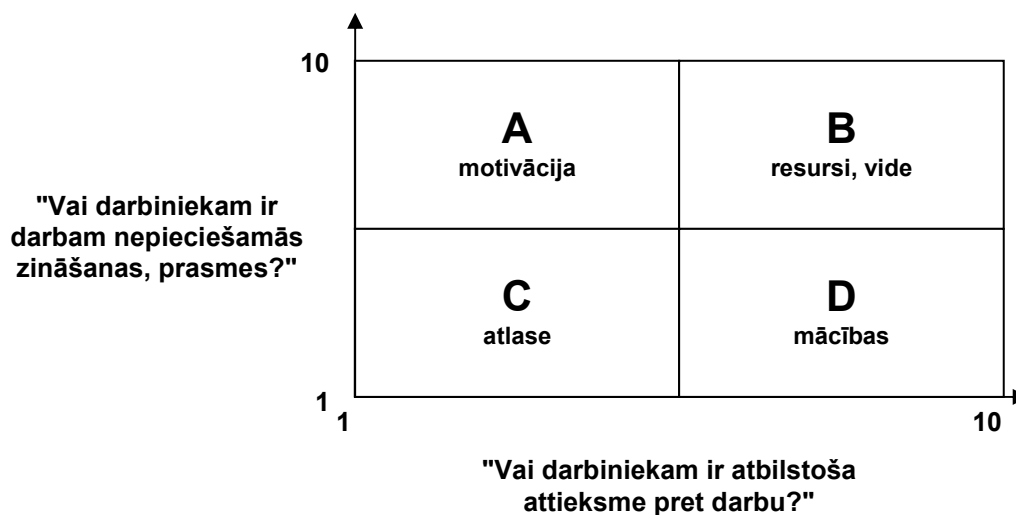 10
A
motivācija
B
resursi, vide
"Vai darbiniekam ir
darbam nepieciešamās
zināšanas, prasmes?"
C
atlase
D
mācības
1
1
10
"Vai darbiniekam ir atbilstoša
attieksme pret darbu?"